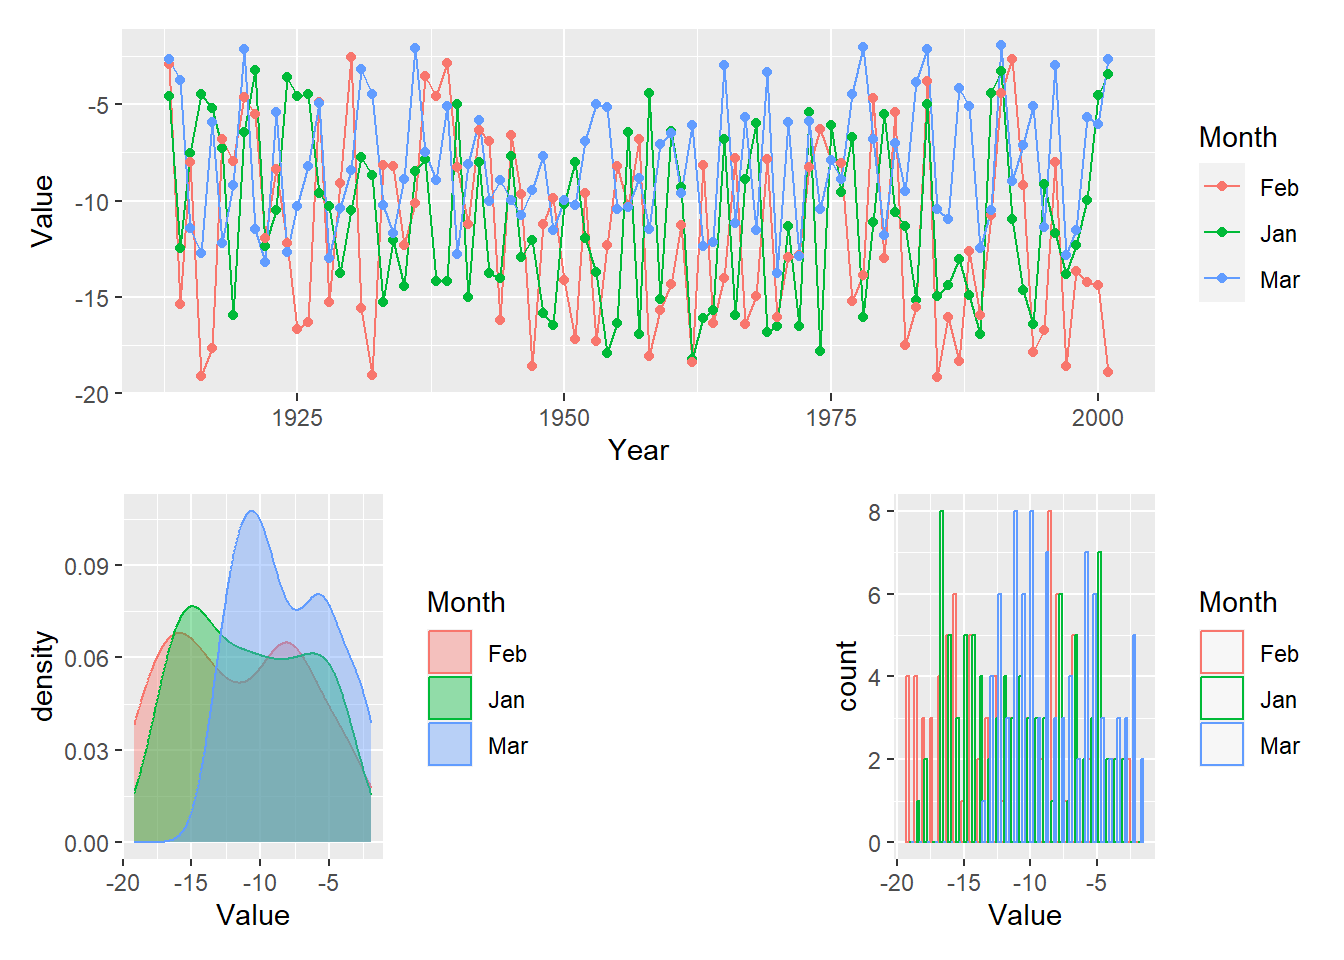 Value
-5
-10
-15
-20
1925 1950 1975 2000
Year
Month
Feb
Jan
Mar
density
0.09
0.06
0.03
0.00
-20 -15 -10 -5
Value
Month
Feb
Jan
Mar
count
8
6
4
2
0
-20 -15 -10 -5
Value
Month
Feb
Jan
Mar